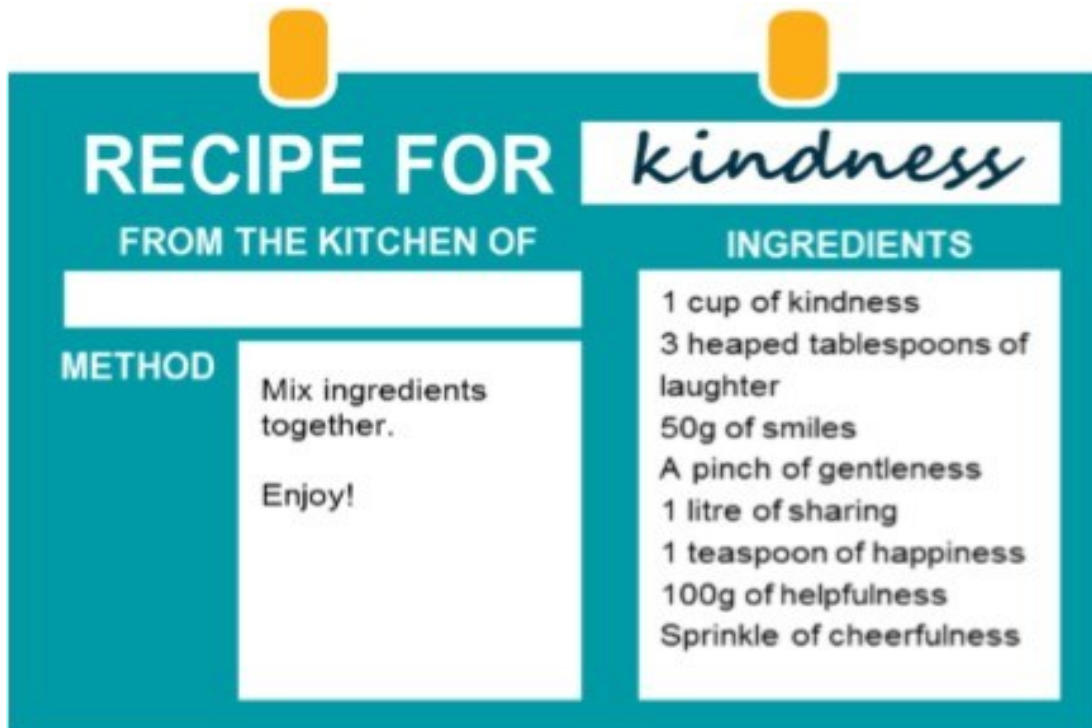 RECIPE FOR kindness
FROM THE KITCHEN OF
METHOD
Mix ingredients
together.
Enjoy!
INGREDIENTS
1 cup of kindness
3 heaped tablespoons of
laughter
50g of smiles
A pinch of gentleness
1 litre of sharing
1 teaspoon of happiness
100g of helpfulness
Sprinkle of cheerfulness